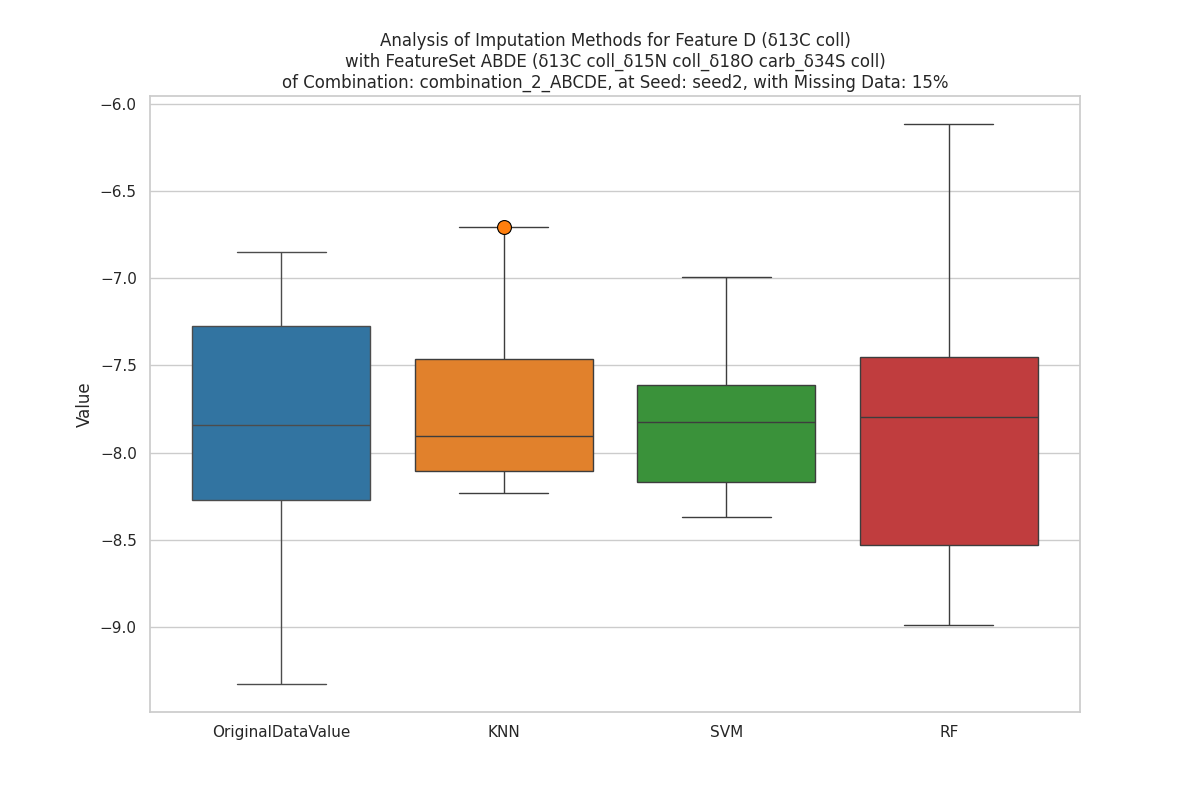 Analysis of Imputation Methods for Feature D (δ13C coll)
with FeatureSet ABDE (δ13C coll_δ15N coll_δ18O carb_δ34S coll)
of Combination: combination_2_ABCDE, at Seed: seed2, with Missing Data: 15%
−6.0
−6.5
−7.0
−7.5
−8.0
−8.5
−9.0
Value
OriginalDataValue
KNN
SVM
RF